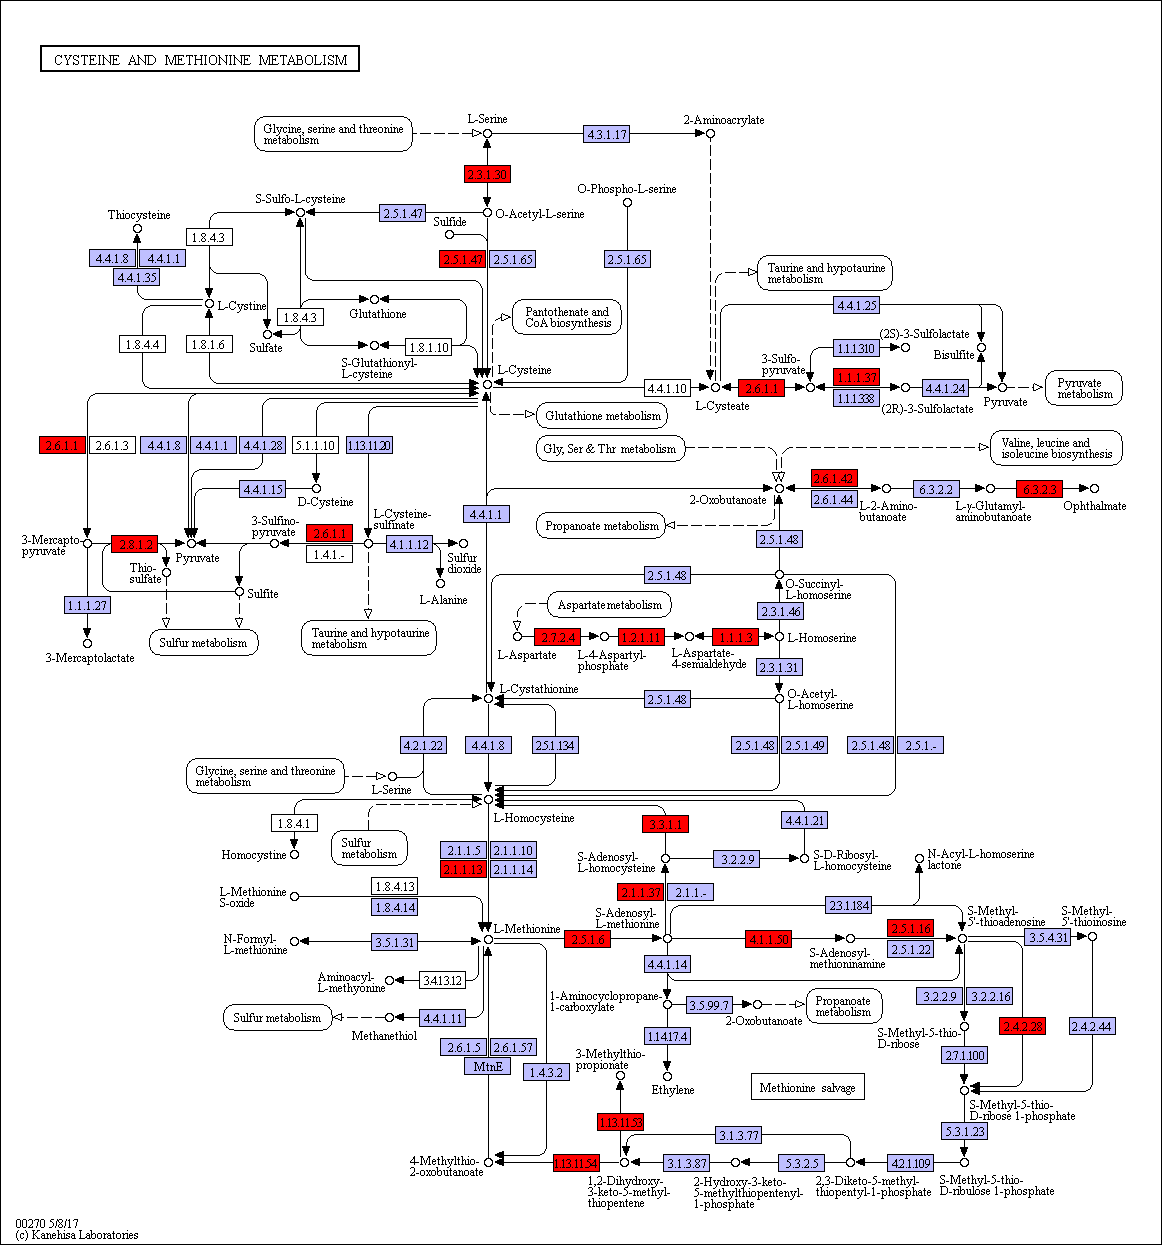 CYSTEINE AND METHIONINE METABOLISM
Glycine, serine and threonine
metabolism
L-Serine
4.3.1.17
2-Aminoacrylate
2.3.1.30
O-Phospho-L-serine
S-Sulfo-L-cysteine
Thiocysteine
2.5.1.47
O-Acetyl-L-serine
Sulfide
1.8.4.3
4.4.1.8
4.4.1.1
4.4.1.35
2.5.1.47
2.5.1.65
2.5.1.65
Taurine and hypotaurine
metabolism
L-Cystine
Glutathione
1.8.4.3
Pantothenate and
CoA biosynthesis
4.4.1.25
1.8.4.4
1.8.1.6
Sulfate
1.8.1.10
S-Glutathionyl-
L-cysteine
L-Cysteine
(2S)-3-Sulfolactate
1.1.1.310
Bisulfite
3-Sulfo-
pyruvate
4.4.1.10
2.6.1.1
1.1.1.37
1.1.1.338
4.4.1.24
L-Cysteate
(2R)-3-Sulfolactate
Pyruvate
Pyruvate
metabolism
Glutathione metabolism
2.6.1.1
2.6.1.3
4.4.1.8
4.4.1.1
4.4.1.28
5.1.1.10
1.13.11.20
Gly, Ser & Thr metabolism
Valine, leucine and
isoleucine biosynthesis
4.4.1.15
D-Cysteine
2-Oxobutanoate
2.6.1.42
2.6.1.44
6.3.2.2
6.3.2.3
L-2-Amino-
butanoate
L-γ-Glutamyl-
aminobutanoate
Ophthalmate
4.4.1.1
Propanoate metabolism
3-Mercapto
pyruvate
2.8.1.2
Pyruvate
3-Sulfino-
pyruvate
2.6.1.1
1.4.1.-
L-Cysteine-
sulfinate
4.1.1.12
Sulfur
dioxide
2.5.1.48
Thio-
sulfate
Sulfite
L-Alanine
2.5.1.48
O-Succinyl-
L-homoserine
1.1.1.27
Aspartate metabolism
2.3.1.46
3-Mercaptolactate
Sulfur metabolism
Taurine and hypotaurine
metabolism
2.7.2.4
1.2.1.11
1.1.1.3
L-Homoserine
L-Aspartate
L-4-Aspartyl-
phosphate
L-Aspartate-
4-semialdehyde
2.3.1.31
L-Cystathionine
2.5.1.48
O-Acetyl-
L-homoserine
4.2.1.22
4.4.1.8
2.5.1.134
2.5.1.48
2.5.1.49
2.5.1.48
2.5.1.-
Glycine, serine and threonine
metabolism
L-Serine
1.8.4.1
L-Homocysteine
3.3.1.1
4.4.1.21
Sulfur
metabolism
Homocystine
2.1.1.5
2.1.1.10
2.1.1.13
2.1.1.14
S-Adenosyl-
L-homocysteine
3.2.2.9
S-D-Ribosyl-
L-homocysteine
N-Acyl-L-homoserine
lactone
L-Methionine
S-oxide
1.8.4.13
1.8.4.14
2.1.1.37
2.1.1.-
2.3.1.184
S-Adenosyl-
L-methionine
S-Methyl-
5'-thioadenosine
S-Methyl-
5'-thioinosine
N-Formyl-
L-methionine
3.5.1.31
L-Methionine
2.5.1.6
4.1.1.50
2.5.1.16
2.5.1.22
3.5.4.31
S-Adenosyl-
methioninamine
4.4.1.14
Aminoacyl-
L-methyonine
3.4.13.12
1-Aminocyclopropane-
1-carboxylate
3.5.99.7
2-Oxobutanoate
Propanoate
metabolism
3.2.2.9
3.2.2.16
Sulfur metabolism
Methanethiol
4.4.1.11
1.14.17.4
S-Methyl-5-thio-
D-ribose
2.4.2.28
2.4.2.44
2.6.1.5
2.6.1.57
MtnE
1.4.3.2
3-Methylthio-
propionate
Ethylene
Methionine salvage
2.7.1.100
S-Methyl-5-thio-
D-ribose 1-phosphate
1.13.11.53
3.1.3.77
5.3.1.23
4-Methylthio-
2-oxobutanoate
1.13.11.54
3.1.3.87
5.3.2.5
4.2.1.109
1,2-Dihydroxy-
3-keto-5-methyl-
thiopentene
2-Hydroxy-3-keto-
5-methylthiopentenyl-
1-phosphate
2,3-Diketo-5-methyl-
thiopentyl-1-phosphate
S-Methyl-5-thio-
D-ribulose 1-phosphate
00270 5/8/17
(c) Kanehisa Laboratories